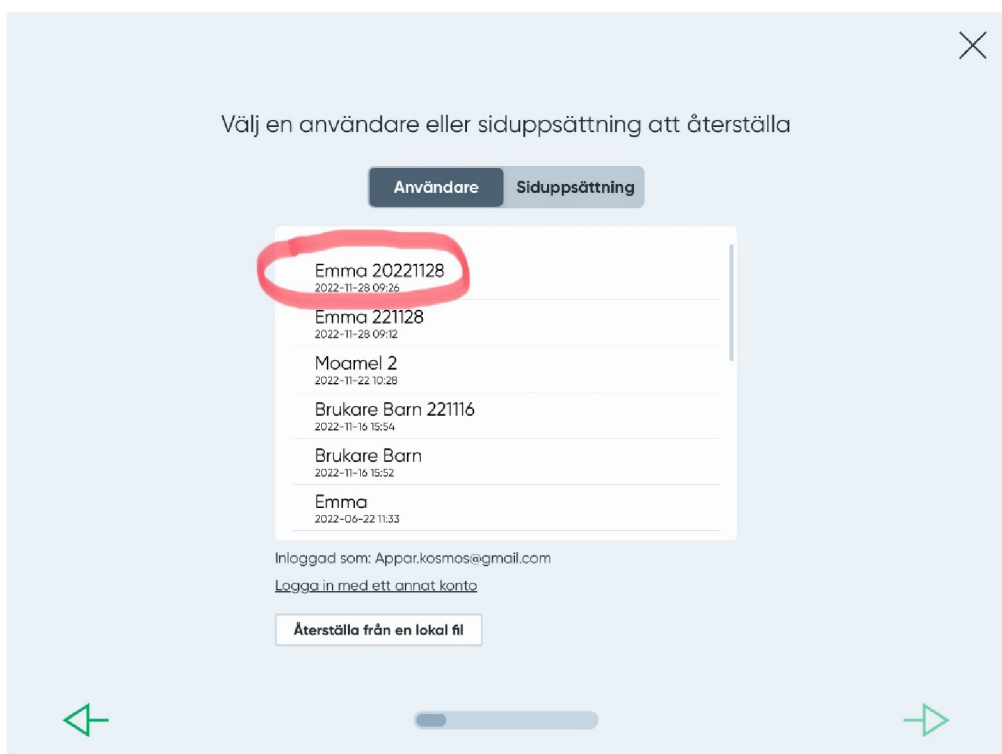 Välj en användare eller siduppsättning att återställa
Användare Siduppsättning
Emma 20221128
2022-11-28 09:26
Emma 221128
2022-11-28 09:12
Moamel 2
2022-11-22 10:28
Brukare Barn 221116
2022-11-16 15:54
Brukare Barn
2022-11-16 15:52
Emma
2022-06-22 11:33
Inloggad som: Appar.kosmos@gmail.com
Logga in med ett annat konto
Återställa från en lokal fil